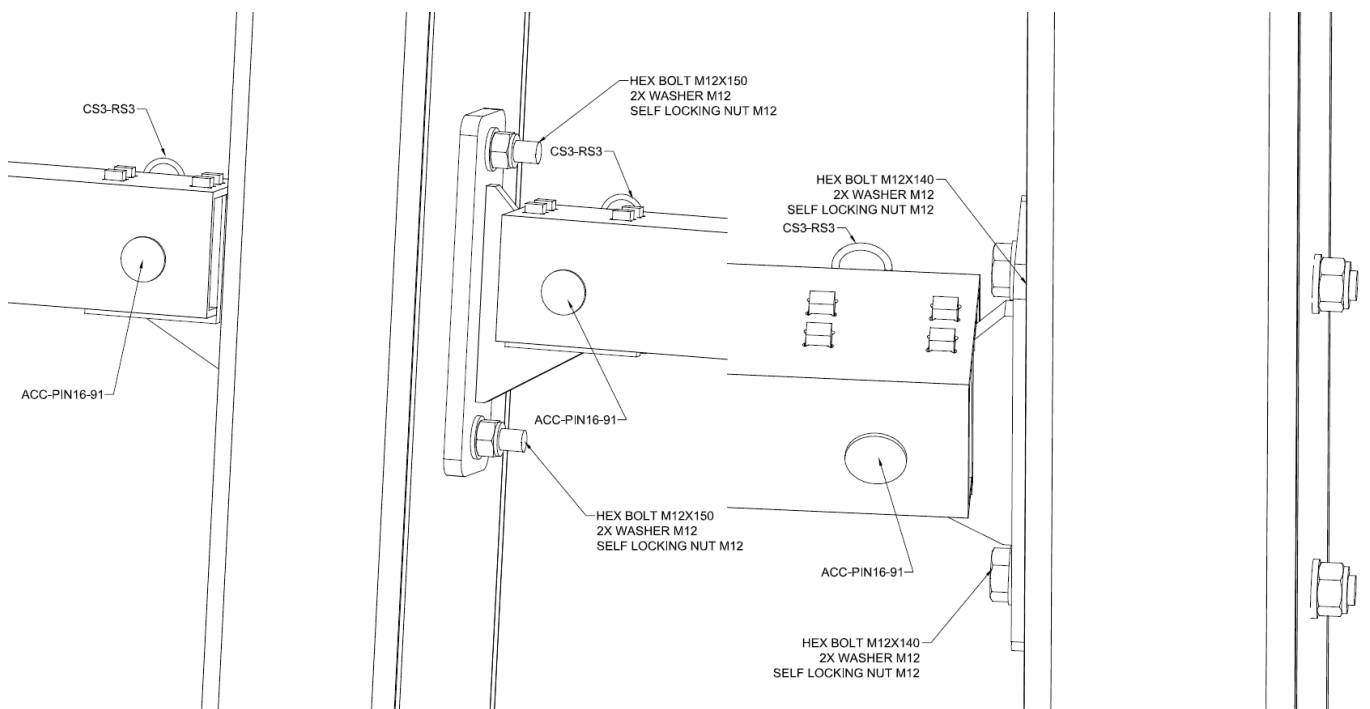 CS3-RS3
ACC-PIN16-91
HEX BOLT M12X150
2X WASHER M12
SELF LOCKING NUT M12
CS3-RS3
ACC-PIN16-91
HEX BOLT M12X150
2X WASHER M12
SELF LOCKING NUT M12
HEX BOLT M12X140
2X WASHER M12
SELF LOCKING NUT M12
CS3-RS3
ACC-PIN16-91
HEX BOLT M12X140
2X WASHER M12
SELF LOCKING NUT M12